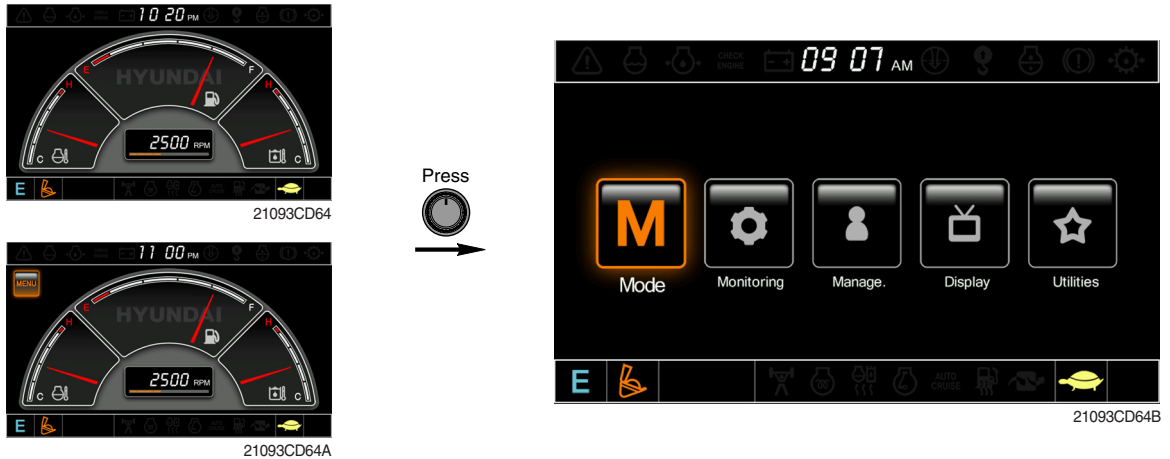 10 20 PM
E F
HYUNDAI
H H
2500 RPM
C C
E
21093CD64
11 00 PM
MENU
E F
HYUNDAI
H H
2500 RPM
C C
E
21093CD64A
Press
CHECK ENGINE
09 07 AM
M
Mode Monitoring Manage. Display Utilities
E
AUTO CRUISE
21093CD64B